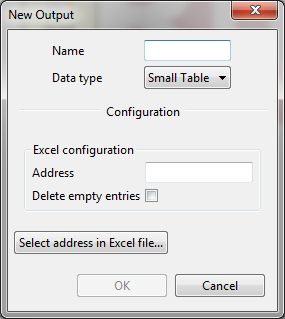 New Output
Name
Data type Small Table
Configuration
Excel configuration
Address
Delete empty entries
Select address in Excel file...
OK Cancel